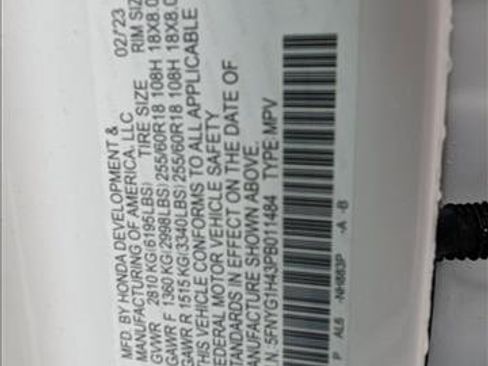 MFD. BY HONDA DEVELOPMENT & 02/'23
MANUFACTURING OF AMERICA, LLC
TIRE SIZE RIM SIZ
GVWR 2810 KG(6195LBS)
GAWR F 1360 KG(2998LBS) 255/60R18 108H 18X8.0
GAWR R 1515 KG(3340LBS) 255/60R18 108H 18X8.0
THIS VEHICLE CONFORMS TO ALL APPLICABLE
FEDERAL MOTOR VEHICLE SAFETY
STANDARDS IN EFFECT ON THE DATE OF
MANUFACTURE SHOWN ABOVE.
I.N. 5FNYG1H43PB011484 TYPE MPV
P AL6 -NH883P -A -B